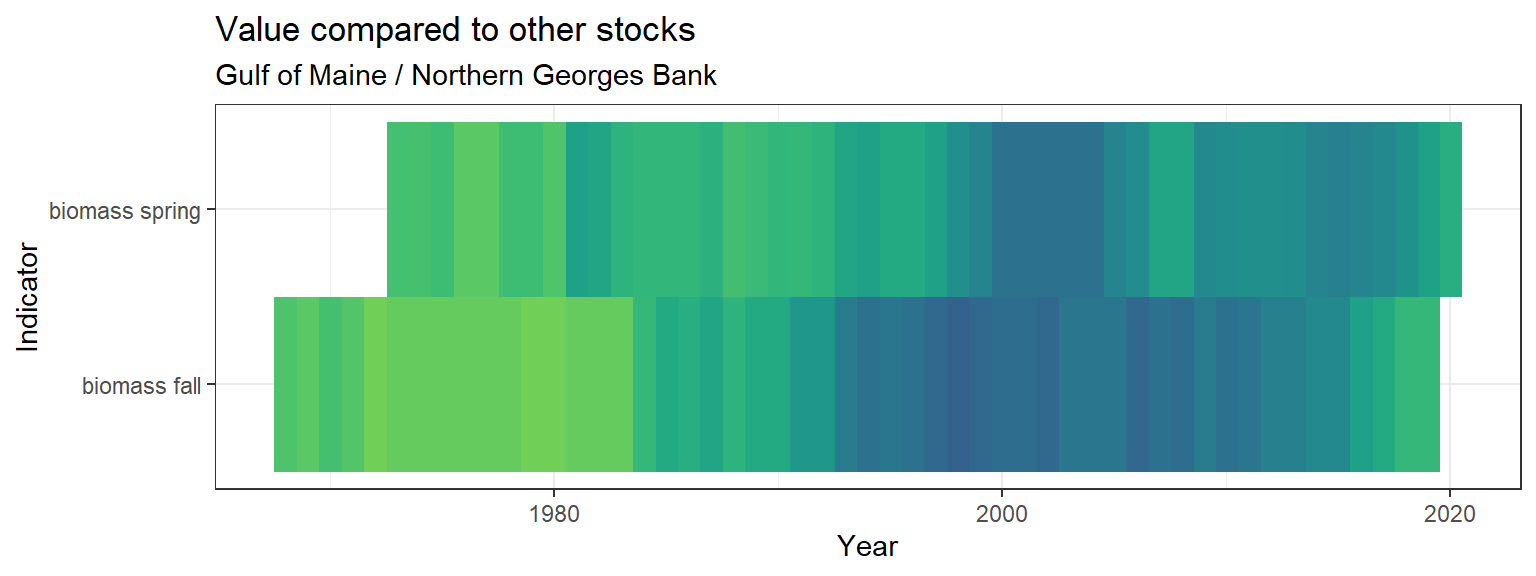 Value compared to other stocks
Gulf of Maine / Northern Georges Bank
Indicator
biomass spring
biomass fall
1980
2000
2020
Year